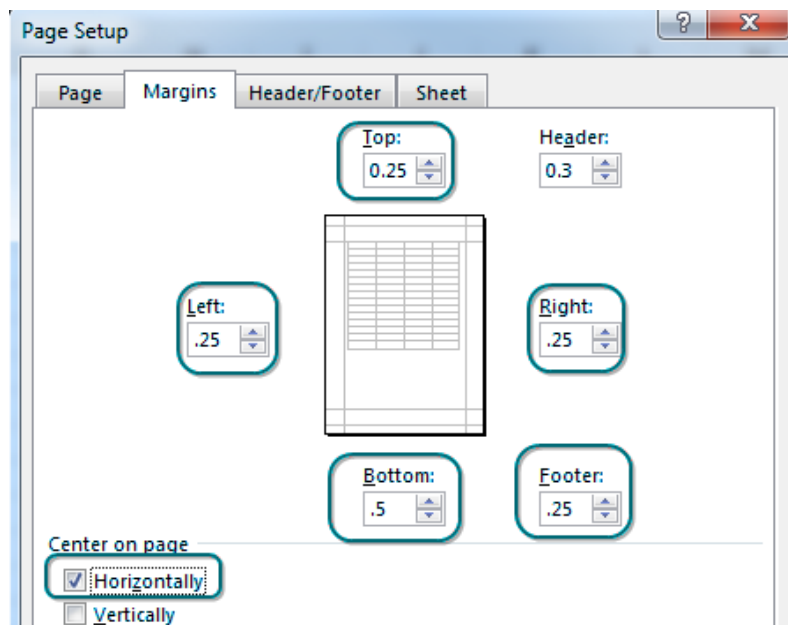 Page Setup
?
X
Page Margins Header/Footer Sheet
Top: Header:
0.25 0.3
Left: Right:
.25 .25
Bottom: Footer:
.5 .25
Center on page
Horizontally
Vertically